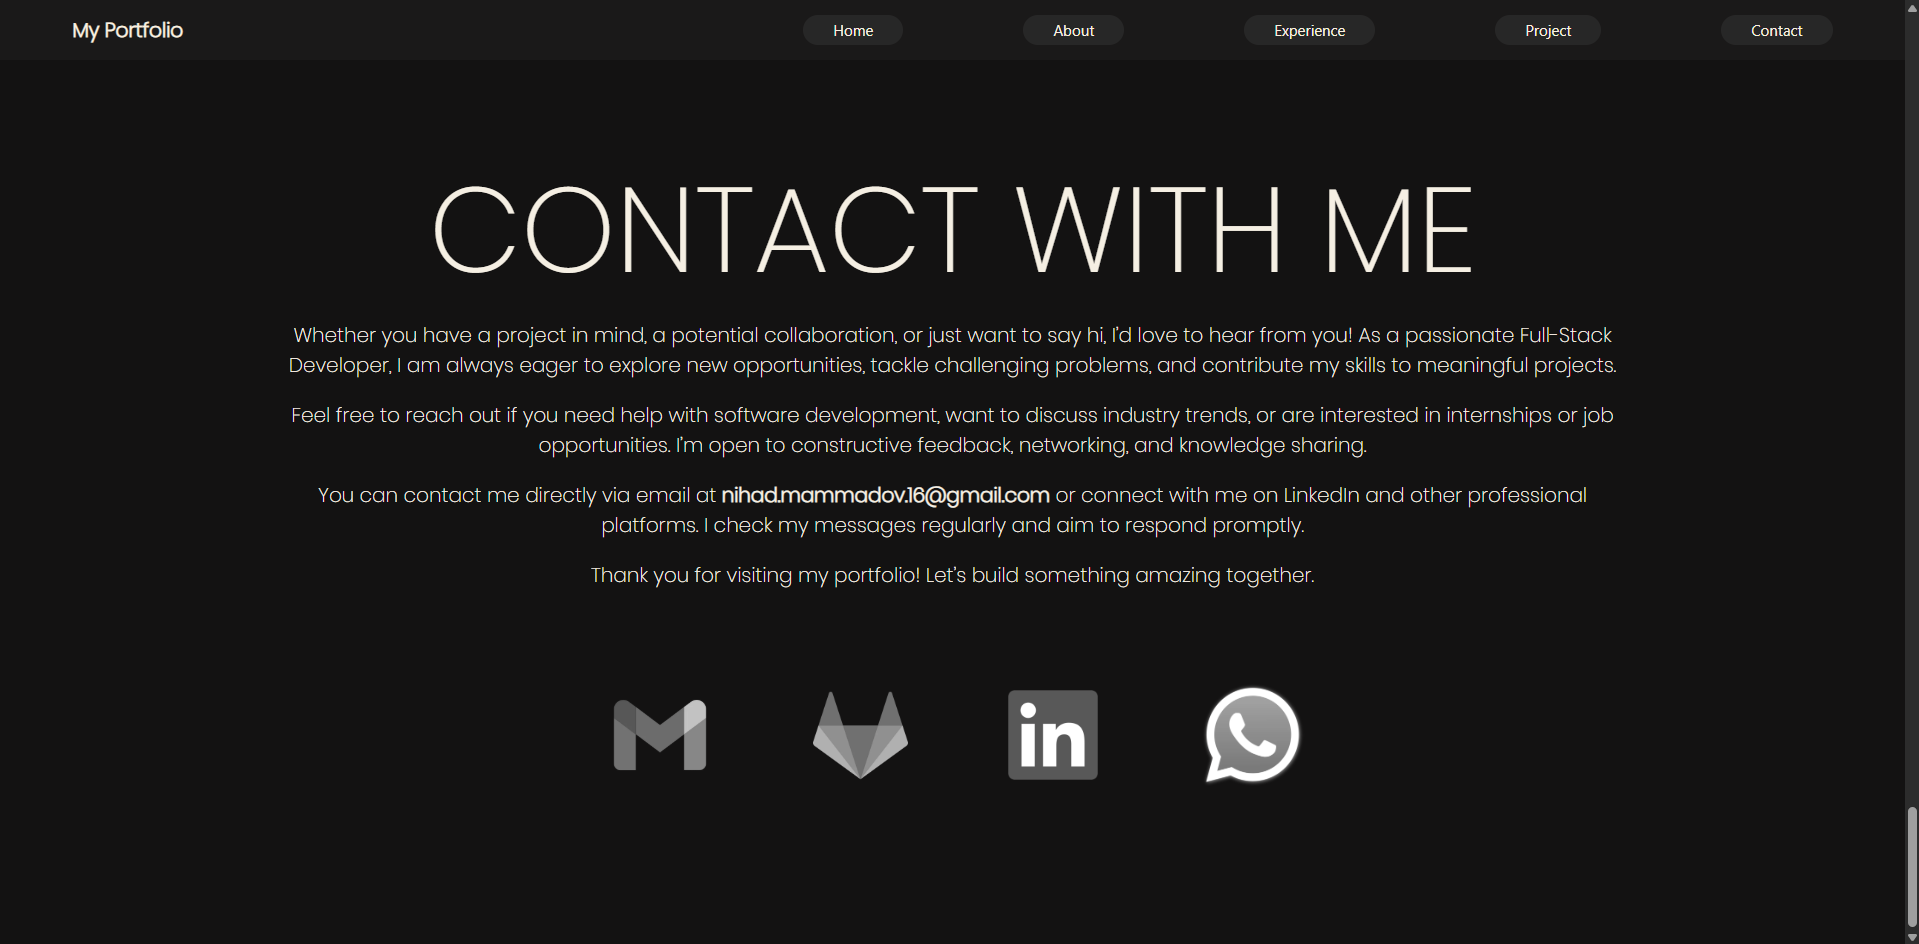 My Portfolio
Home
About
Experience
Project
Contact
CONTACT WITH ME
Whether you have a project in mind, a potential collaboration, or just want to say hi, I’d love to hear from you! As a passionate Full-Stack
Developer, I am always eager to explore new opportunities, tackle challenging problems, and contribute my skills to meaningful projects.
Feel free to reach out if you need help with software development, want to discuss industry trends, or are interested in internships or job
opportunities. I’m open to constructive feedback, networking, and knowledge sharing.
You can contact me directly via email at nihad.mammadov.16@gmail.com or connect with me on LinkedIn and other professional
platforms. I check my messages regularly and aim to respond promptly.
Thank you for visiting my portfolio! Let’s build something amazing together.
in